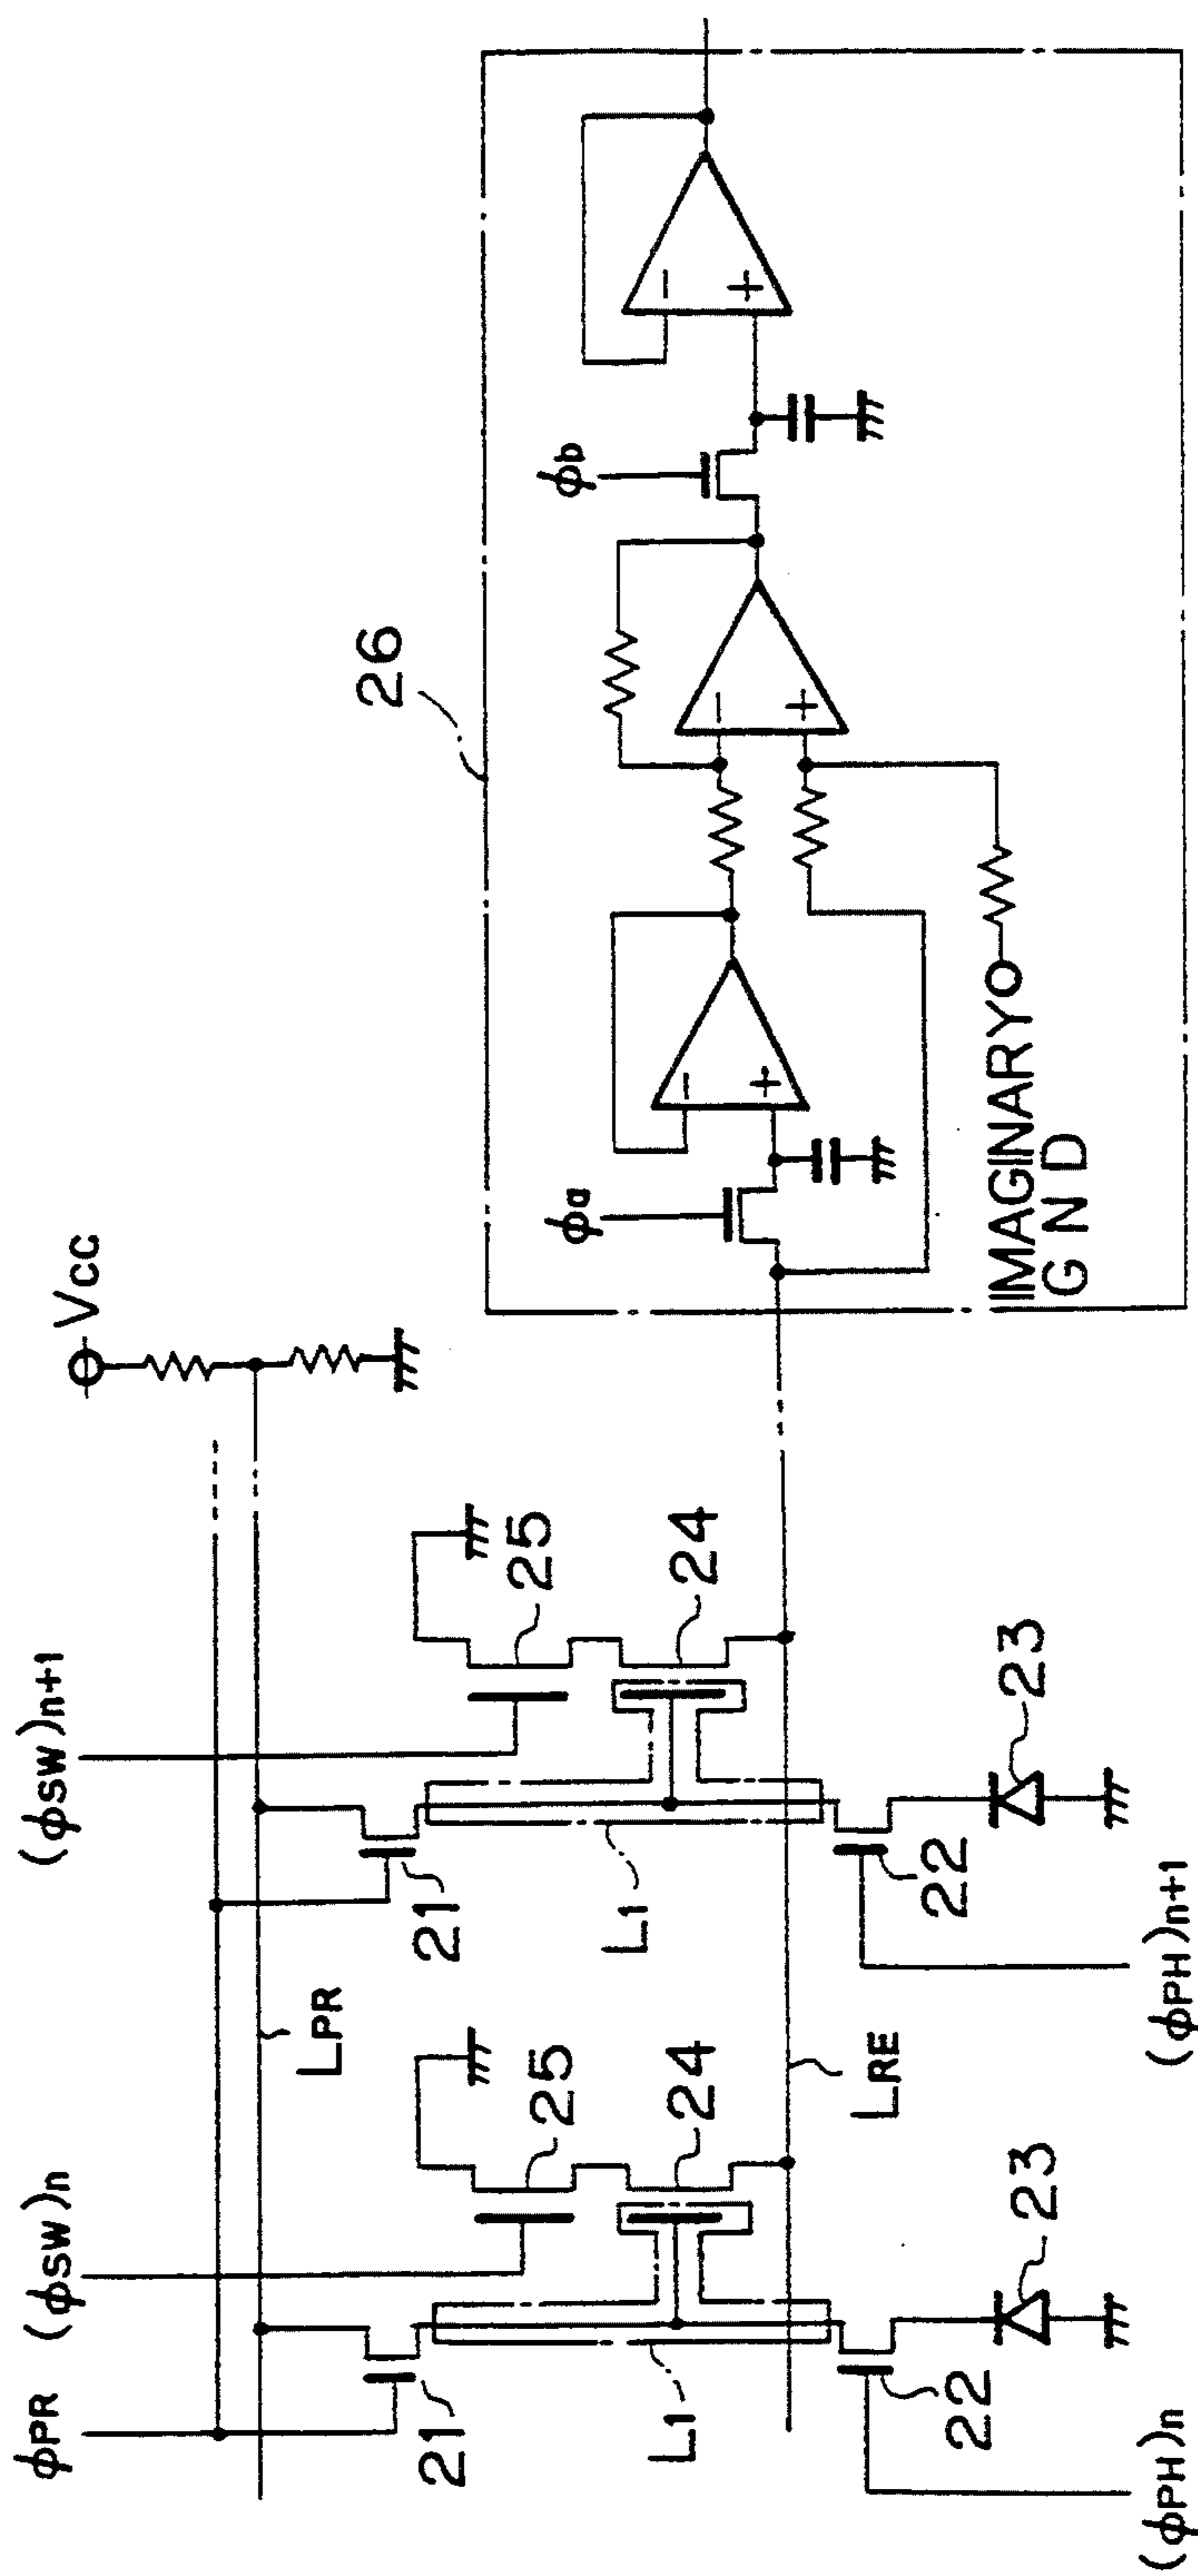 ϕPR
(ϕSW)n
(ϕSW)n+1
VCC
LPR
21
21
25
25
24
24
L1
L1
LRE
22
22
23
23
(ϕPH)n
(ϕPH)n+1
26
ϕa
ϕb
−
+
−
+
−
+
IMAGINARY
GND